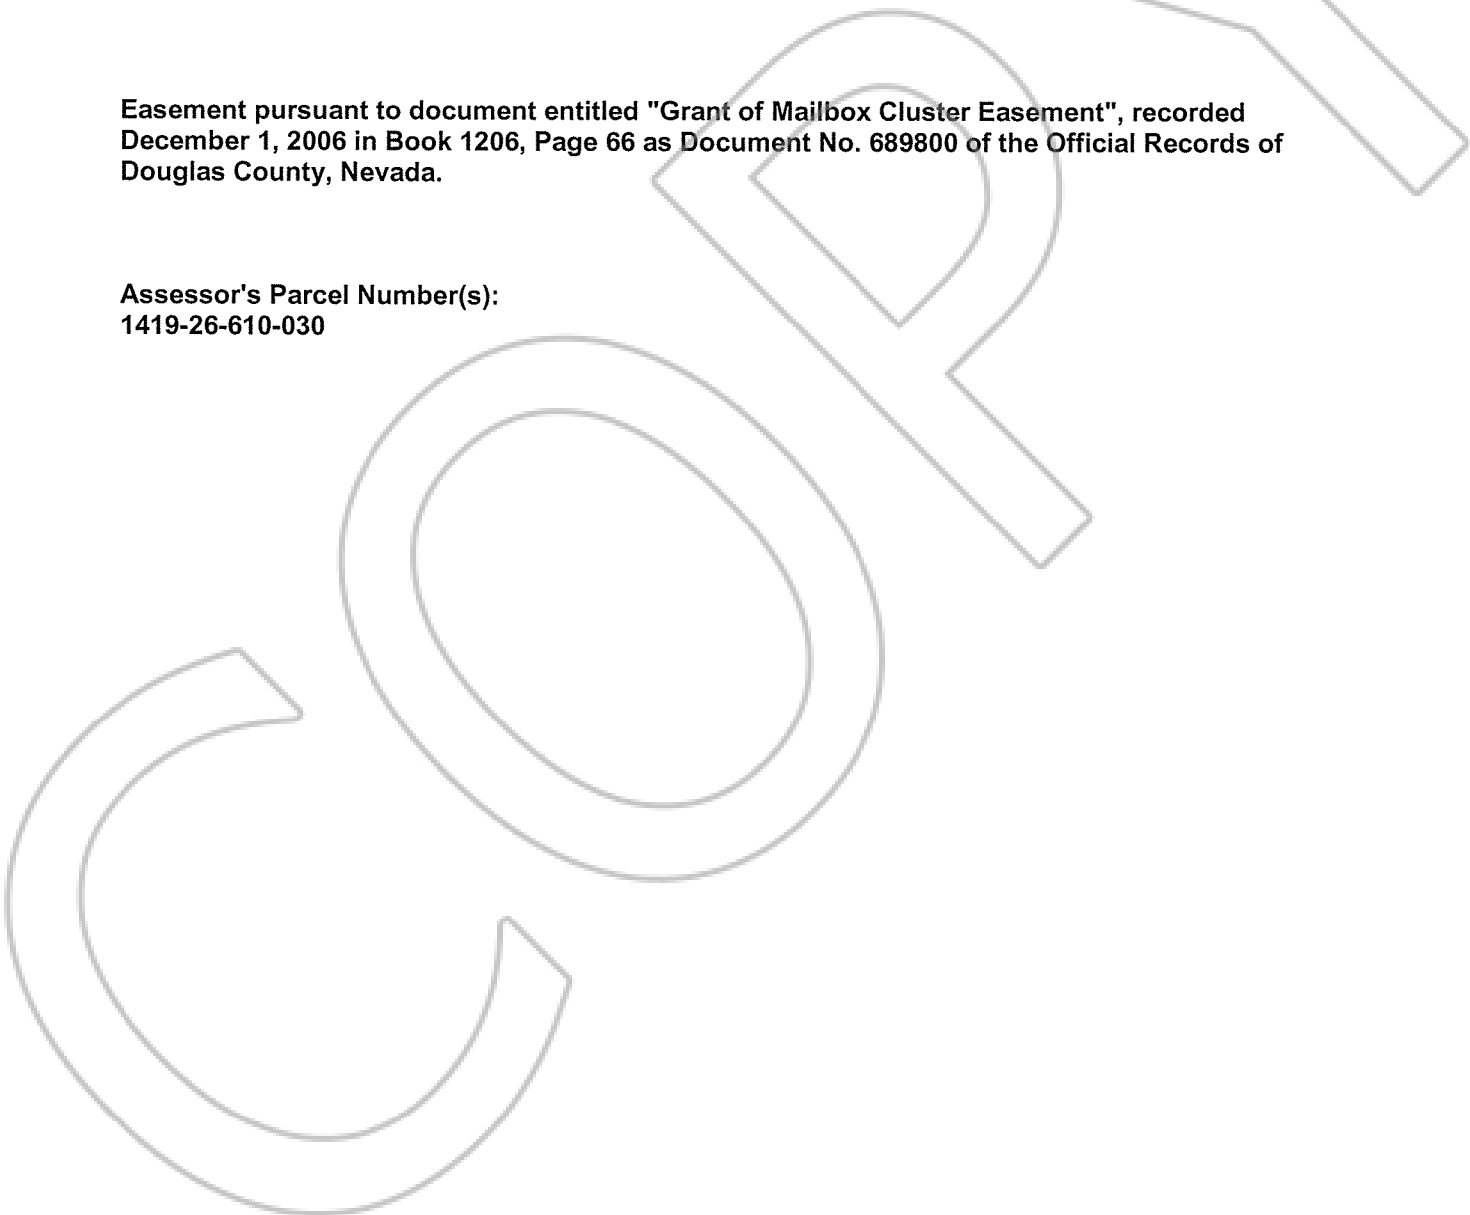 Easement pursuant to document entitled "Grant of Mailbox Cluster Easement", recorded
December 1, 2006 in Book 1206, Page 66 as Document No. 689800 of the Official Records of
Douglas County, Nevada.
Assessor's Parcel Number(s):
1419-26-610-030
COPY